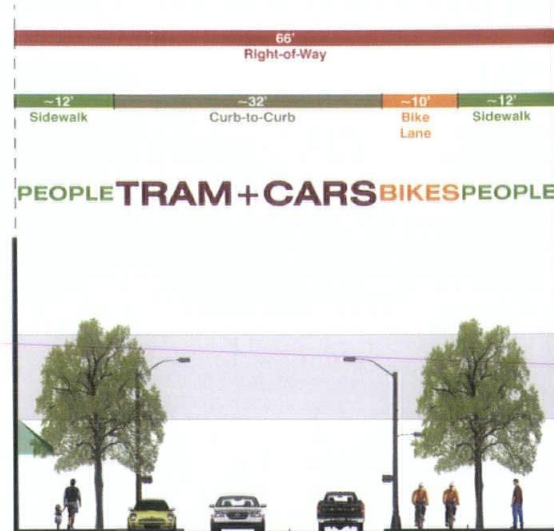 66'
Right-of-Way
~12' ~32' ~10' ~12'
Sidewalk Curb-to-Curb Bike Lane Sidewalk
PEOPLE TRAM+CARS BIKES PEOPLE